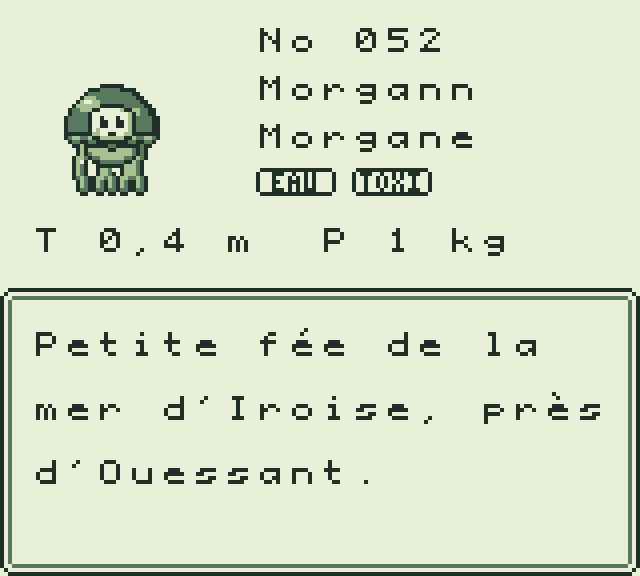 No 052
Morgann
Morgane
EAU TOXI
T 0,4 m P 1 kg
Petite fée de la
mer d'Iroise, près
d'Ouessant.